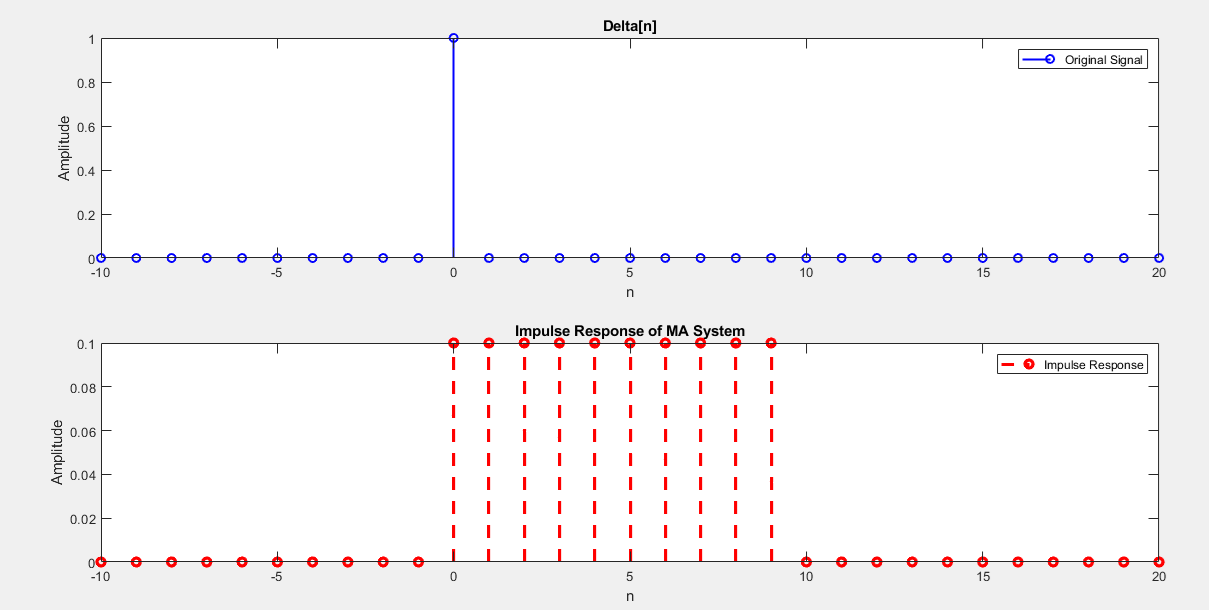 Delta[n]
Amplitude
1
0.8
0.6
0.4
0.2
0
Original Signal
-10 -5 0 5 10 15 20
n
Impulse Response of MA System
Amplitude
0.1
0.08
0.06
0.04
0.02
0
Impulse Response
-10 -5 0 5 10 15 20
n